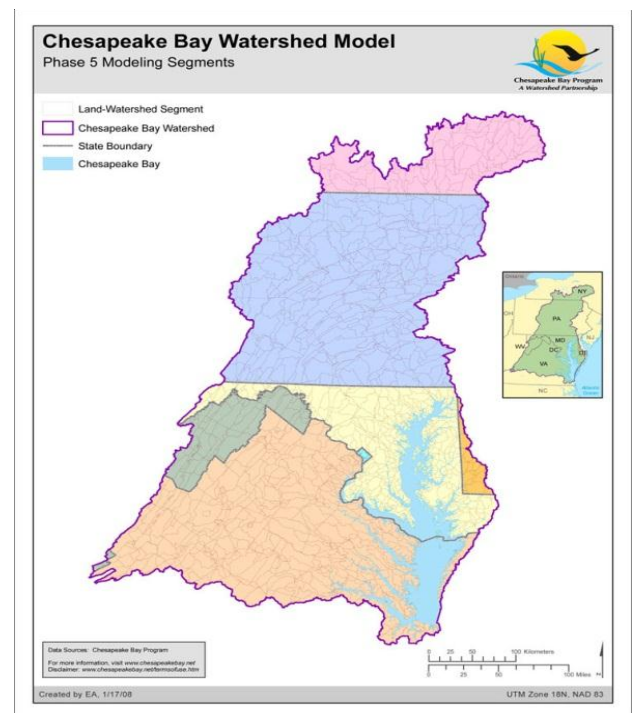 Chesapeake Bay Watershed Model
Phase 5 Modeling Segments
Chesapeake Bay Program
A Watershed Partnership
Land-Watershed Segment
Chesapeake Bay Watershed
State Boundary
Chesapeake Bay
NY
OH
PA
NJ
MD
WV
DC
DE
VA
NC
Data Sources: Chesapeake Bay Program
For more information, visit www.chesapeakebay.net
Disclaimer: www.chesapeakebay.net/termsofuse.htm
0 25 50 100 Kilometers
0 25 50 100 Miles
N
Created by EA, 1/17/08
UTM Zone 18N, NAD 83